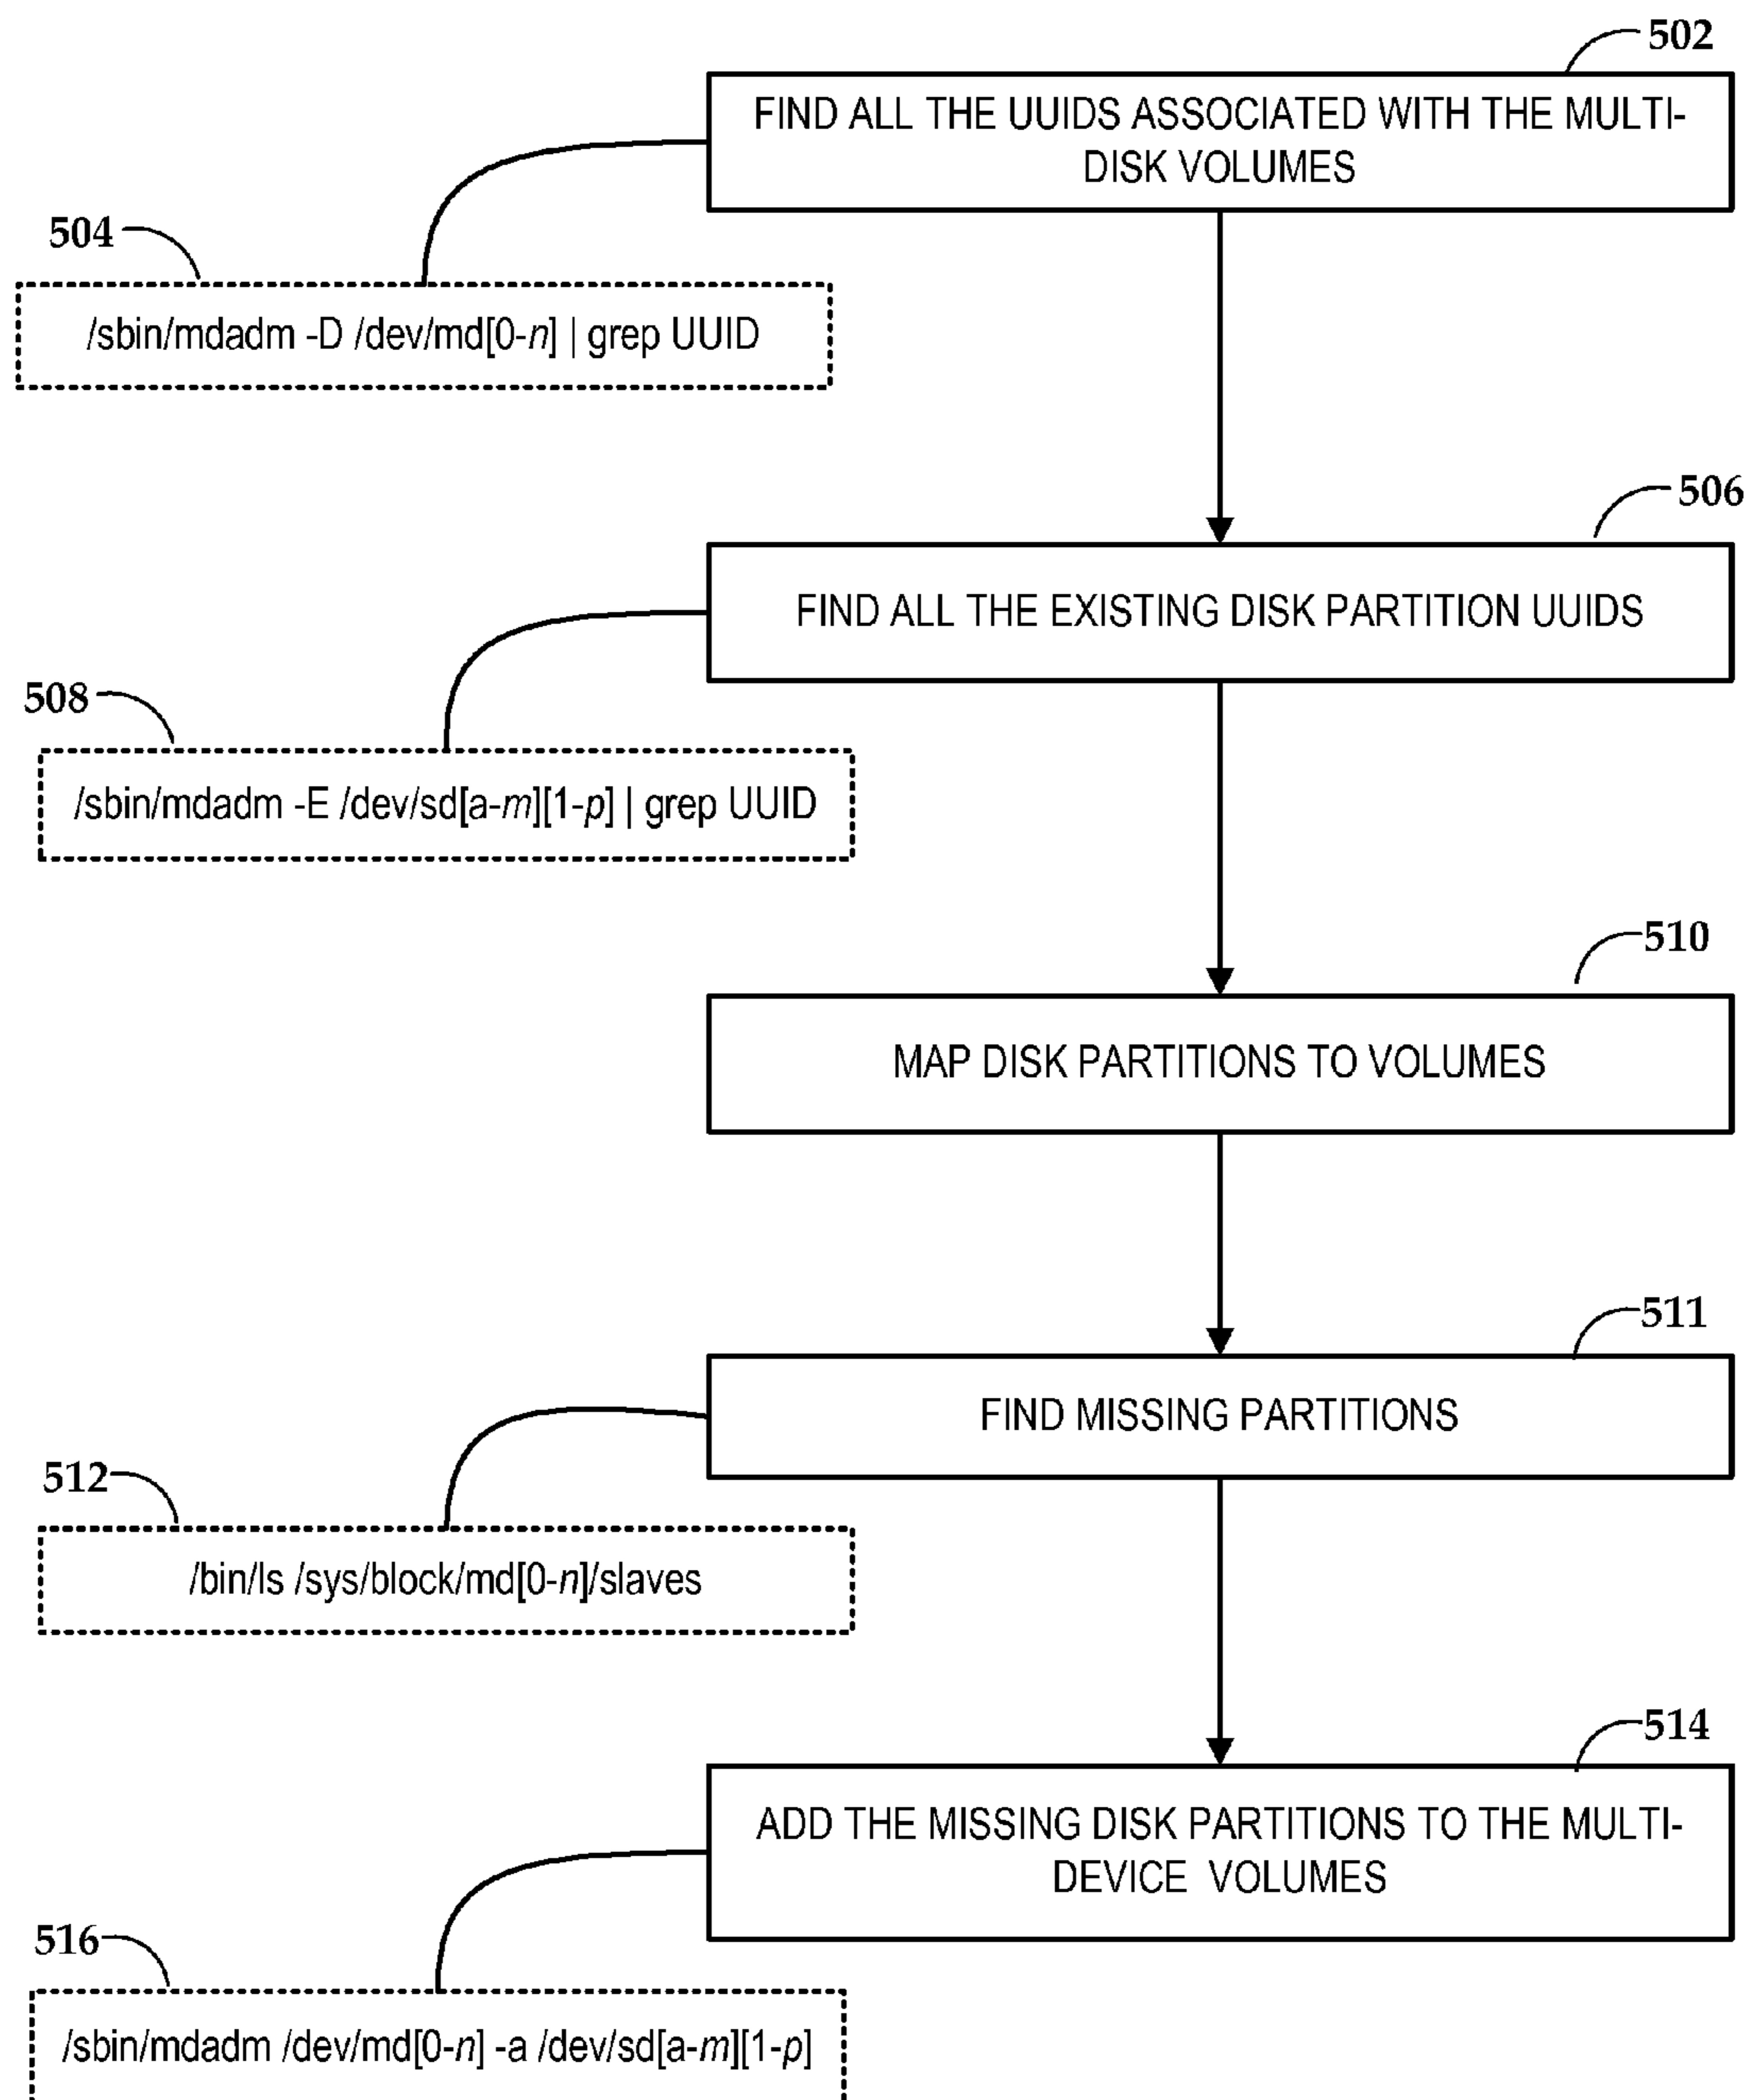 502
FIND ALL THE UUIDS ASSOCIATED WITH THE MULTI-
DISK VOLUMES
504
/sbin/mdadm -D /dev/md[0-n] | grep UUID
506
FIND ALL THE EXISTING DISK PARTITION UUIDS
508
/sbin/mdadm -E /dev/sd[a-m][1-p] | grep UUID
510
MAP DISK PARTITIONS TO VOLUMES
511
FIND MISSING PARTITIONS
512
/bin/ls /sys/block/md[0-n]/slaves
514
ADD THE MISSING DISK PARTITIONS TO THE MULTI-
DEVICE VOLUMES
516
/sbin/mdadm /dev/md[0-n] -a /dev/sd[a-m][1-p]